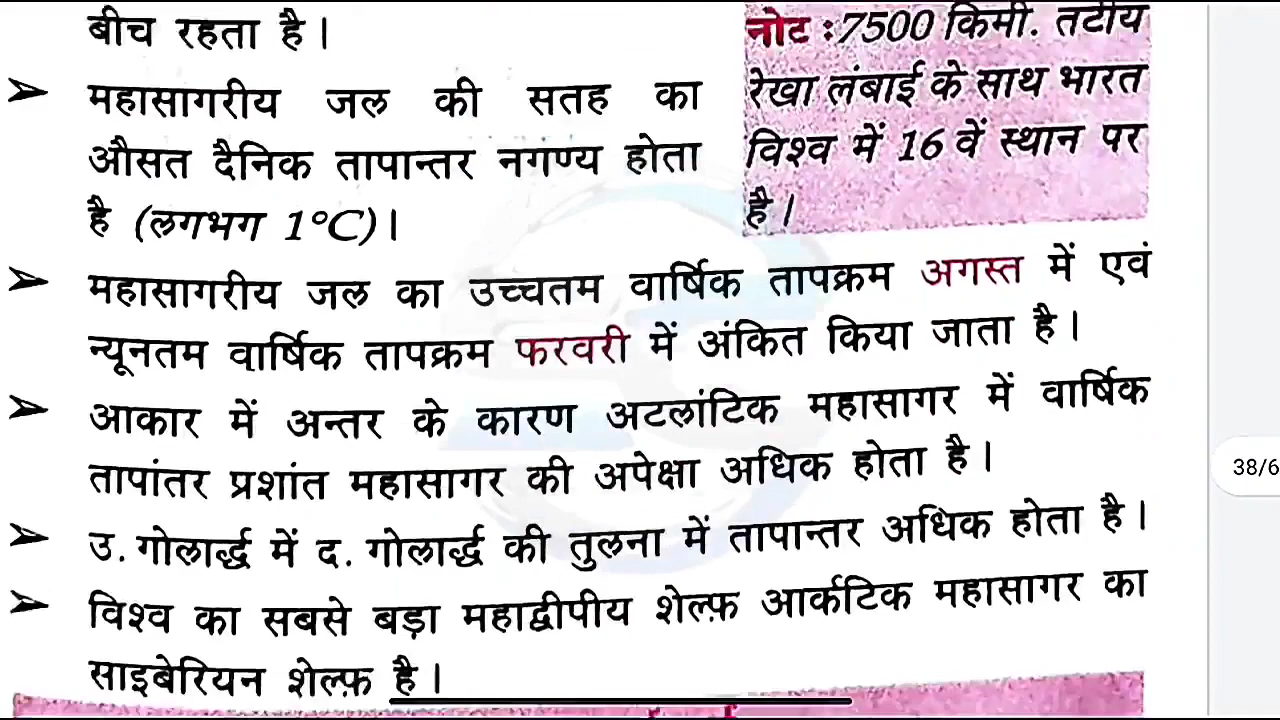 बीच रहता है।
➢ महासागरीय जल की सतह का
औसत दैनिक तापान्तर नगण्य होता
है (लगभग 1°C)।
नोट :7500 किमी. तटीय
रेखा लंबाई के साथ भारत
विश्व में 16 वें स्थान पर
है।
➢ महासागरीय जल का उच्चतम वार्षिक तापक्रम अगस्त में एवं
न्यूनतम वार्षिक तापक्रम फरवरी में अंकित किया जाता है।
➢ आकार में अन्तर के कारण अटलांटिक महासागर में वार्षिक
तापांतर प्रशांत महासागर की अपेक्षा अधिक होता है।
➢ उ. गोलार्द्ध में द. गोलार्द्ध की तुलना में तापान्तर अधिक होता है।
➢ विश्व का सबसे बड़ा महाद्वीपीय शेल्फ़ आर्कटिक महासागर का
साइबेरियन शेल्फ़ है।
38/6